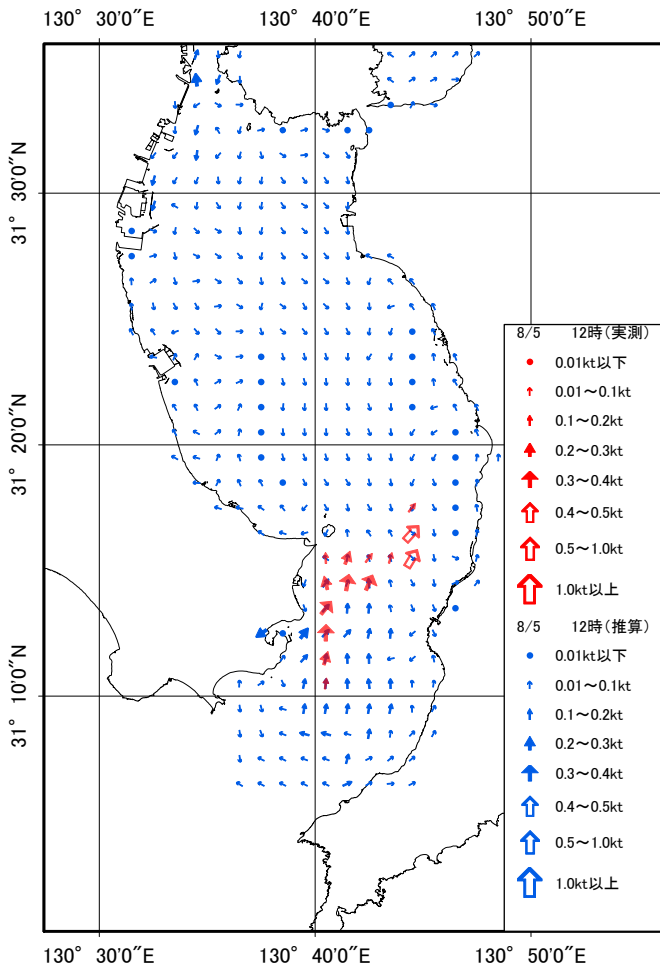 130° 30′0″E
130° 40′0″E
130° 50′0″E
31° 30′0″N
31° 20′0″N
31° 10′0″N
8/5 12時(実測)
0.01kt以下
0.01～0.1kt
0.1～0.2kt
0.2～0.3kt
0.3～0.4kt
0.4～0.5kt
0.5～1.0kt
1.0kt以上
8/5 12時(推算)
0.01kt以下
0.01～0.1kt
0.1～0.2kt
0.2～0.3kt
0.3～0.4kt
0.4～0.5kt
0.5～1.0kt
1.0kt以上
130° 30′0″E
130° 40′0″E
130° 50′0″E